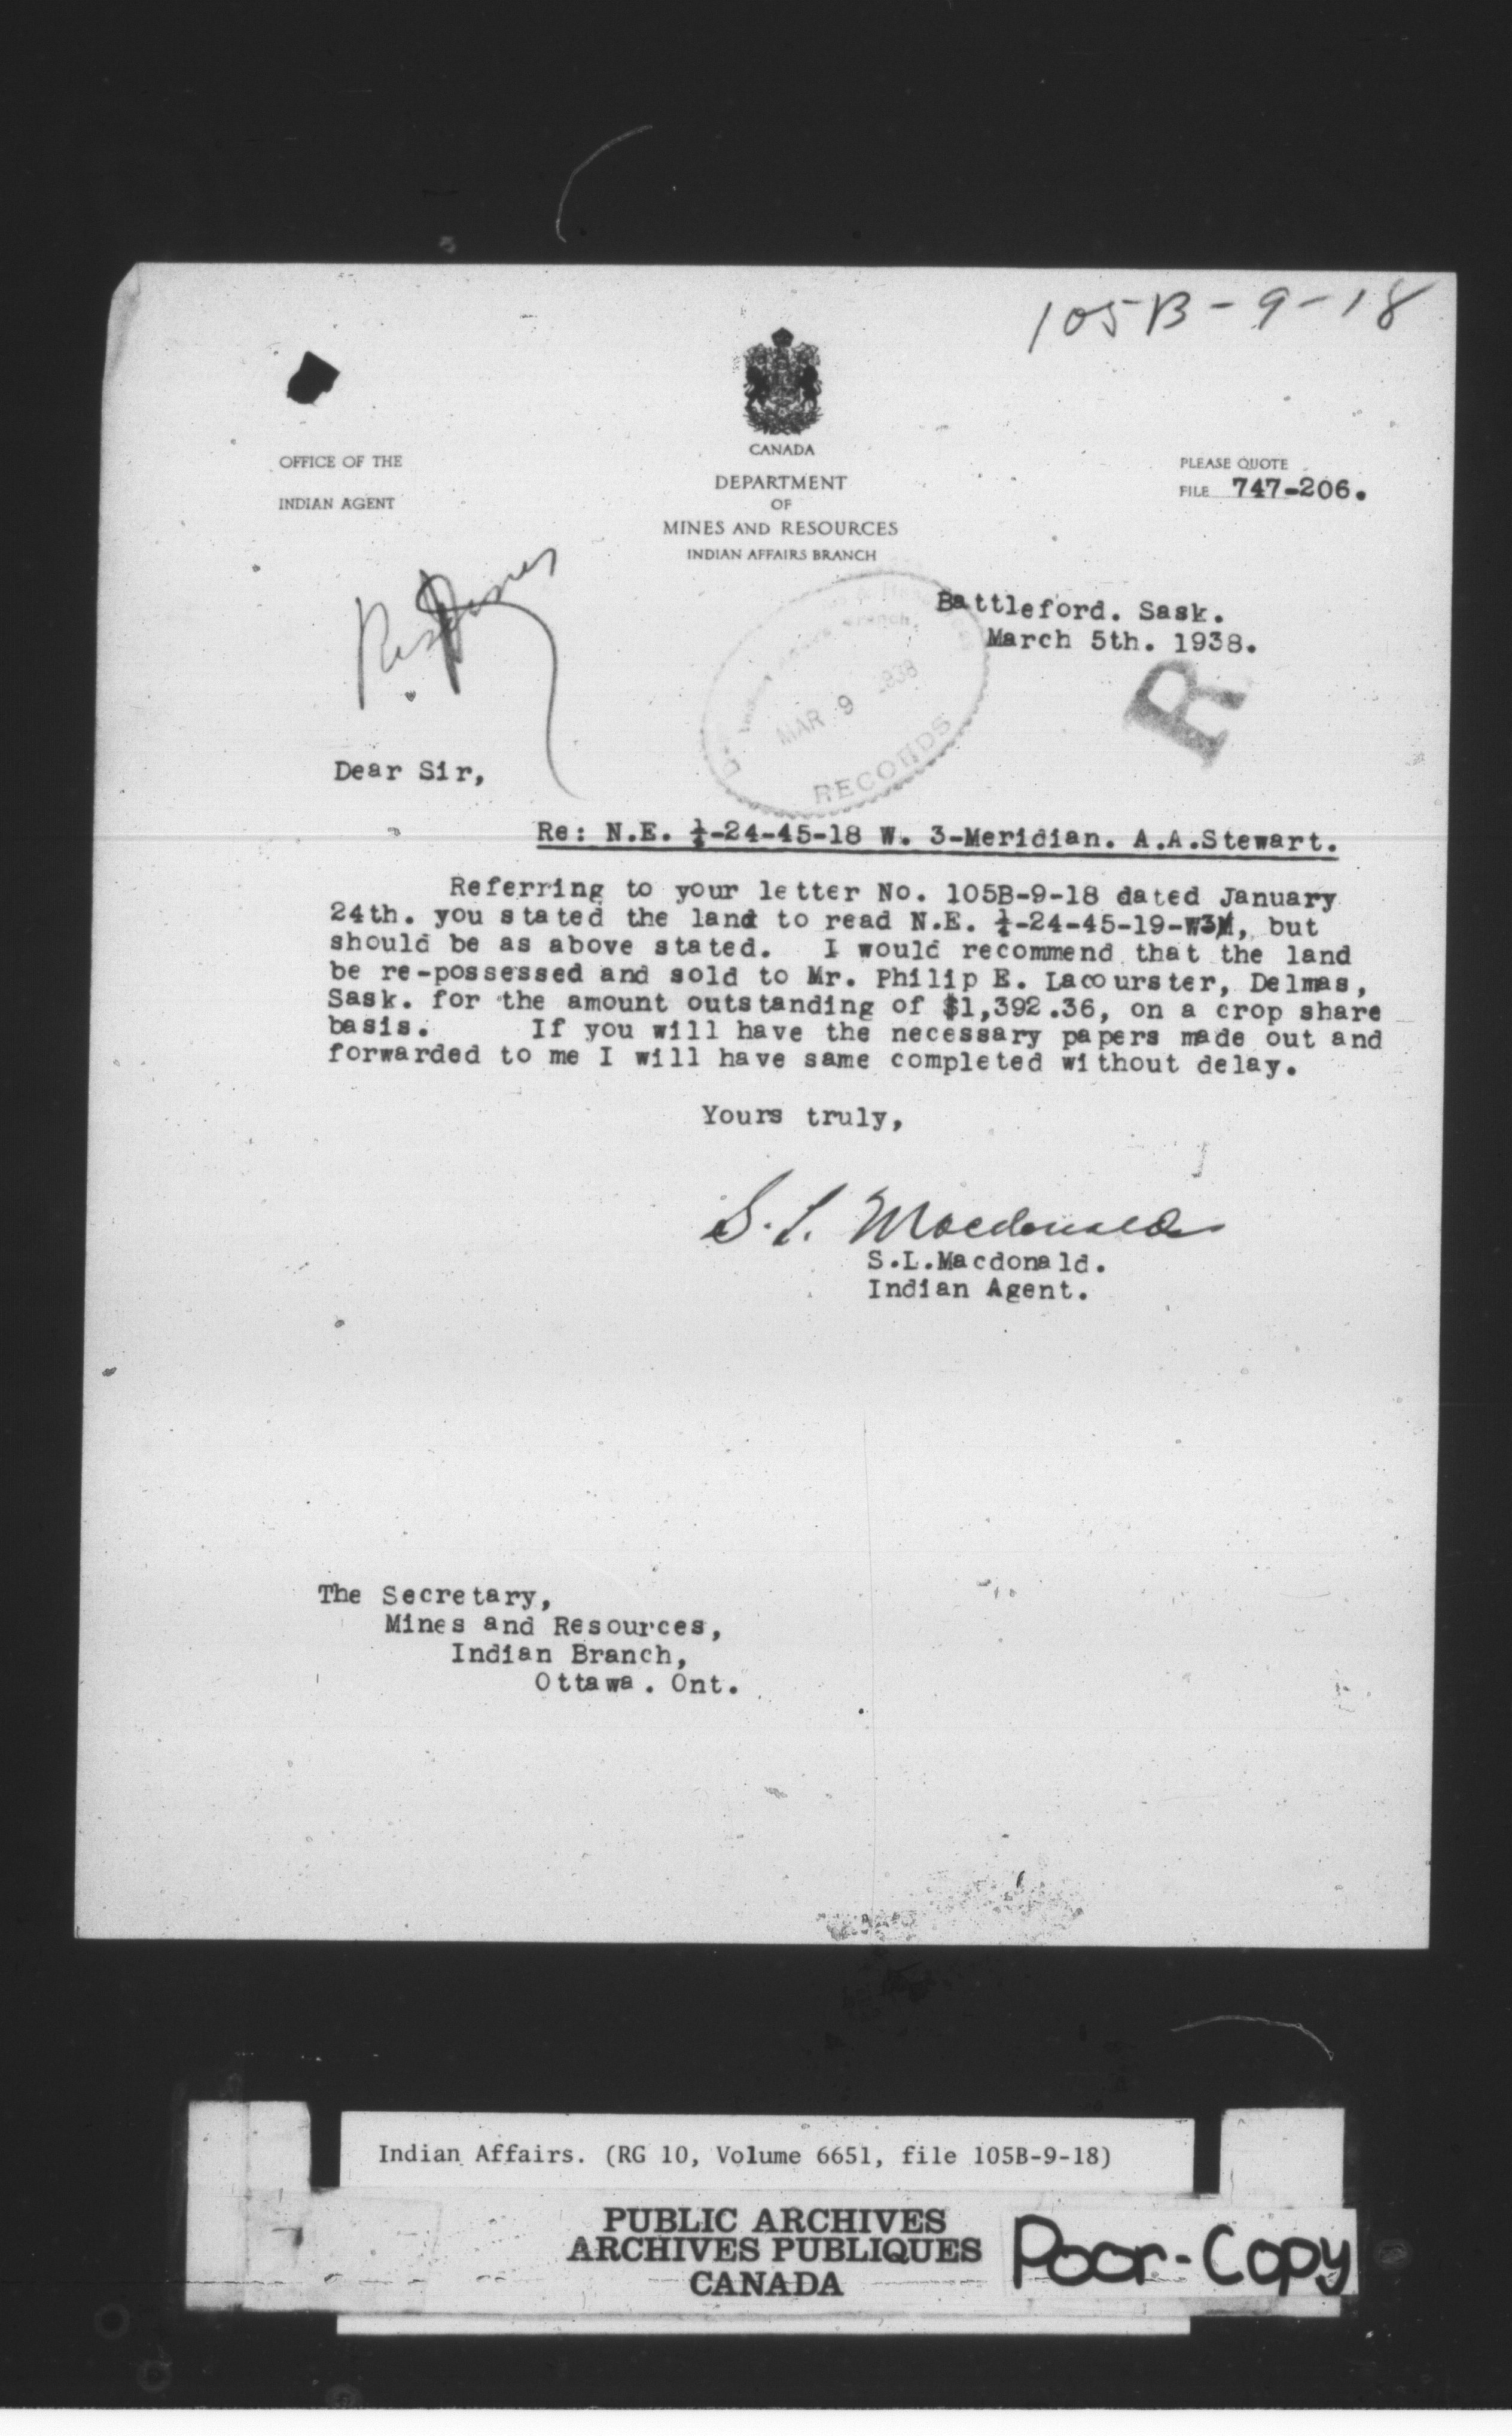 105B-9-18
CANADA
OFFICE OF THE
INDIAN AGENT
DEPARTMENT
OF
MINES AND RESOURCES
INDIAN AFFAIRS BRANCH
PLEASE QUOTE
FILE 747-206.
Battleford. Sask.
March 5th. 1938.
MAR 9 1938
RECORDS
R
Dear Sir,
Re: N.E. ¼-24-45-18 W. 3-Meridian. A.A.Stewart.
Referring to your letter No. 105B-9-18 dated January
24th. you stated the land to read N.E. ¼-24-45-19-W3M, but
should be as above stated. I would recommend that the land
be re-possessed and sold to Mr. Philip E. Lacourster, Delmas,
Sask. for the amount outstanding of $1,392.36, on a crop share
basis. If you will have the necessary papers made out and
forwarded to me I will have same completed without delay.
Yours truly,
S. L. Macdonald
S.L.Macdonald.
Indian Agent.
The Secretary,
Mines and Resources,
Indian Branch,
Ottawa. Ont.
Indian Affairs. (RG 10, Volume 6651, file 105B-9-18)
PUBLIC ARCHIVES
ARCHIVES PUBLIQUES
CANADA
Poor-Copy